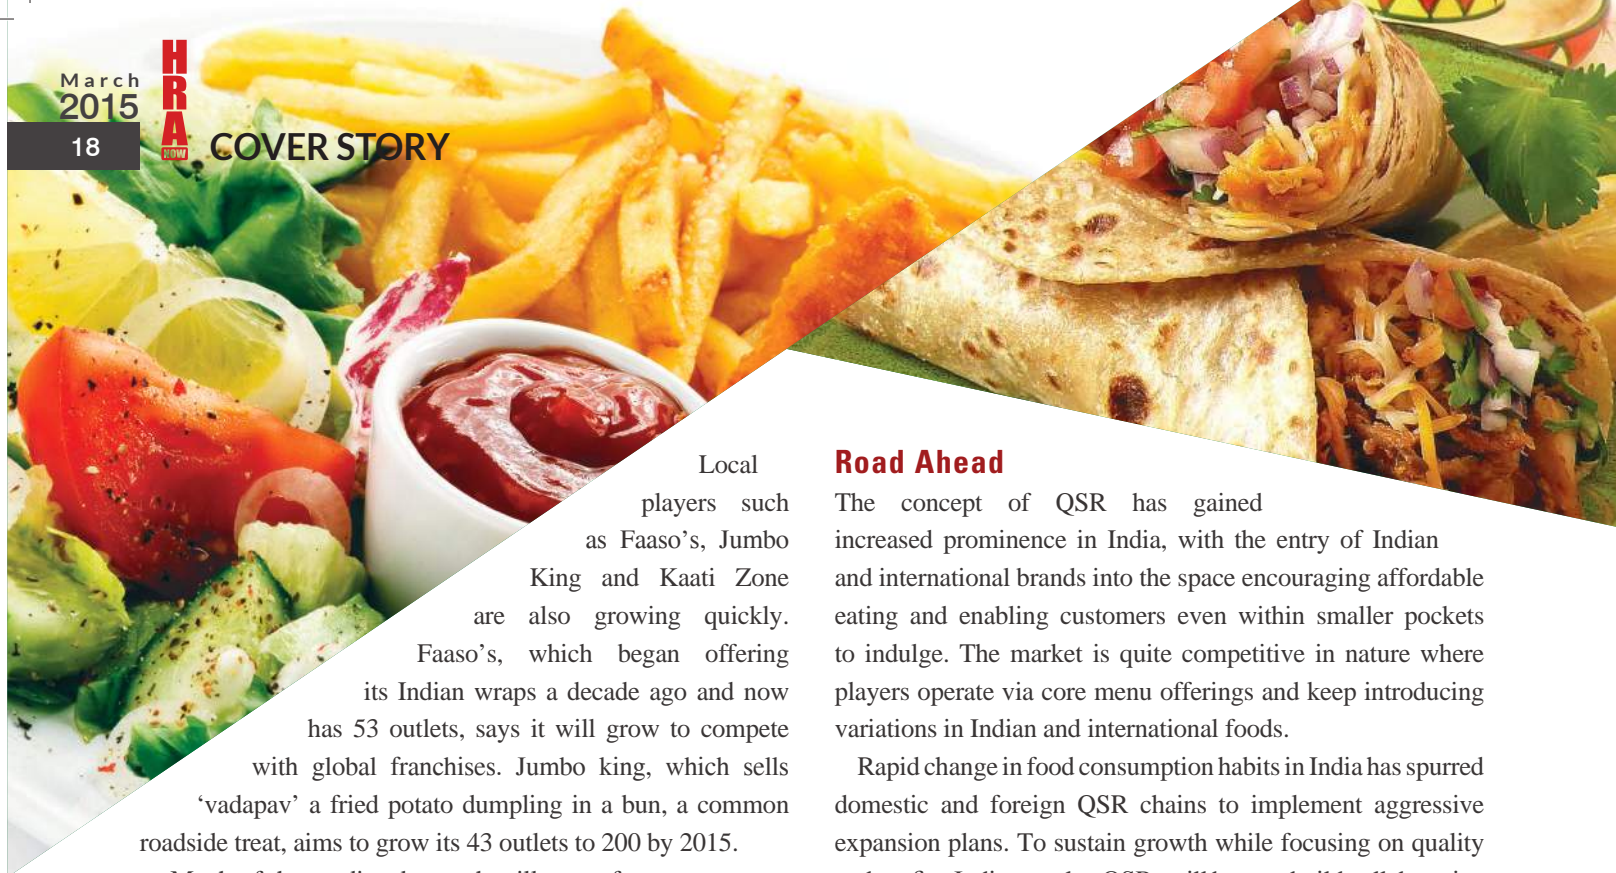 March
2015
18
HRA
NOW
COVER STORY
Local
players such
as Faaso’s, Jumbo
King and Kaati Zone
are also growing quickly.
Faaso’s, which began offering
its Indian wraps a decade ago and now
has 53 outlets, says it will grow to compete
with global franchises. Jumbo king, which sells
‘vadapav’ a fried potato dumpling in a bun, a common
roadside treat, aims to grow its 43 outlets to 200 by 2015.
Road Ahead
The concept of QSR has gained
increased prominence in India, with the entry of Indian
and international brands into the space encouraging affordable
eating and enabling customers even within smaller pockets
to indulge. The market is quite competitive in nature where
players operate via core menu offerings and keep introducing
variations in Indian and international foods.
Rapid change in food consumption habits in India has spurred
domestic and foreign QSR chains to implement aggressive
expansion plans. To sustain growth while focusing on quality